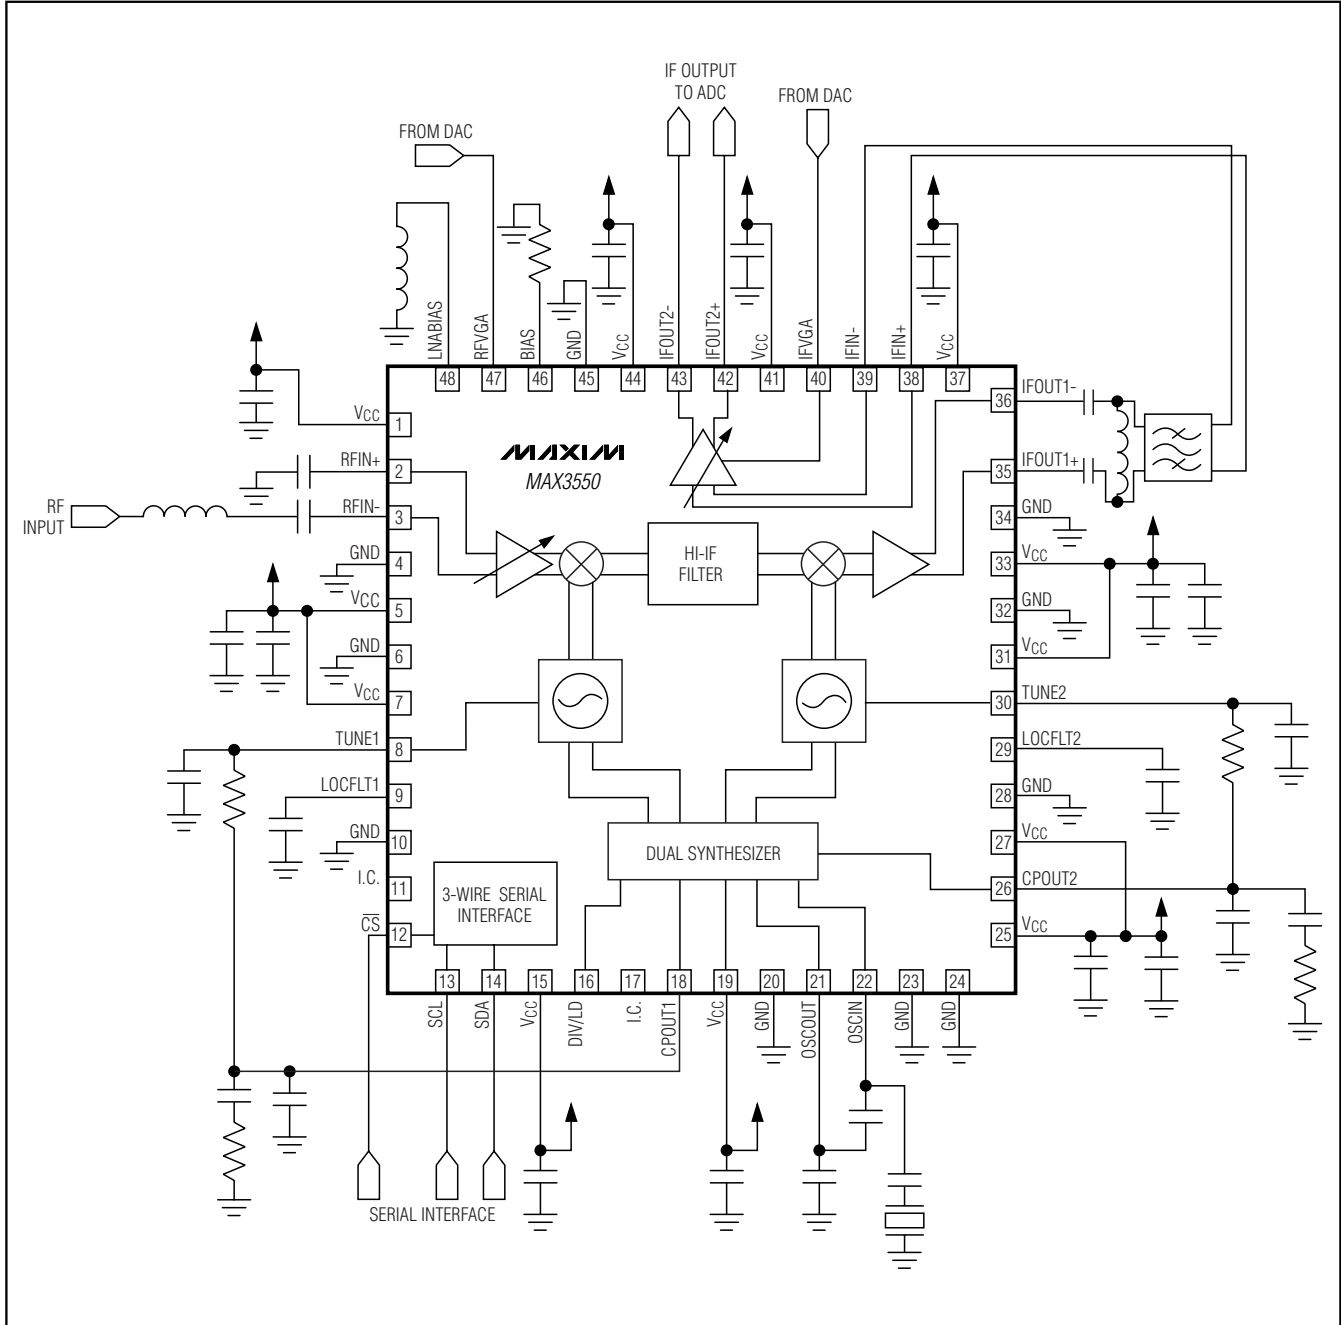 IF OUTPUT
TO ADC
FROM DAC
FROM DAC
LNABIAS
RFVGA
BIAS
GND
VCC
IFOUT2-
IFOUT2+
VCC
IFVGA
IFIN-
IFIN+
VCC
48
47
46
45
44
43
42
41
40
39
38
37
MAXIM
MAX3550
VCC
1
RFIN+
2
RF
INPUT
RFIN-
3
GND
4
VCC
5
GND
6
VCC
7
TUNE1
8
LOCFLT1
9
GND
10
I.C.
11
CS
12
HI-IF
FILTER
DUAL SYNTHESIZER
3-WIRE SERIAL
INTERFACE
36
IFOUT1-
35
IFOUT1+
34
GND
33
VCC
32
GND
31
VCC
30
TUNE2
29
LOCFLT2
28
GND
27
VCC
26
CPOUT2
25
VCC
13
14
15
16
17
18
19
20
21
22
23
24
SCL
SDA
VCC
DIV/LD
I.C.
CPOUT1
VCC
GND
OSCOUT
OSCIN
GND
GND
SERIAL INTERFACE